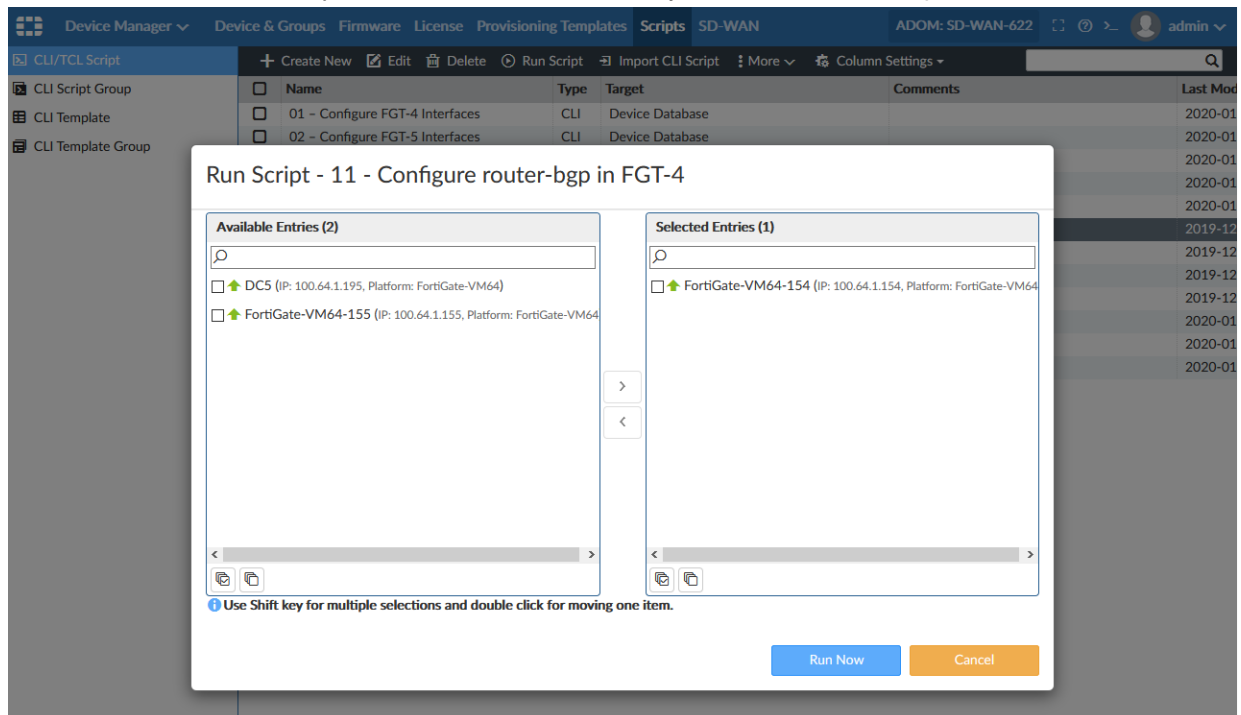 Device Manager Device & Groups Firmware License Provisioning Templates Scripts SD-WAN ADOM: SD-WAN-622 admin
CLI/TCL Script
Create New Edit Delete Run Script Import CLI Script More Column Settings
CLI Script Group
Name Type Target Comments Last Mod
CLI Template
01 – Configure FGT-4 Interfaces CLI Device Database 2020-01
02 – Configure FGT-5 Interfaces CLI Device Database 2020-01
CLI Template Group
2020-01
Run Script - 11 - Configure router-bgp in FGT-4
2020-01
2020-01
Available Entries (2)
Selected Entries (1)
2019-12
2019-12
2019-12
DC5 (IP: 100.64.1.195, Platform: FortiGate-VM64)
FortiGate-VM64-154 (IP: 100.64.1.154, Platform: FortiGate-VM64
2019-12
FortiGate-VM64-155 (IP: 100.64.1.155, Platform: FortiGate-VM64
2020-01
2020-01
2020-01
Use Shift key for multiple selections and double click for moving one item.
Run Now Cancel